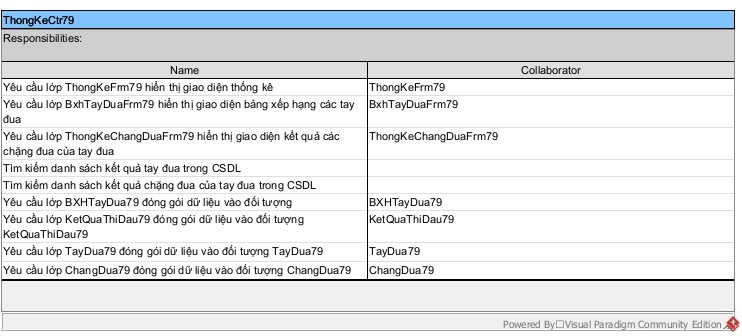 ThongKeCtr79
Responsibilities:
Name Collaborator
Yêu cầu lớp ThongKeFrm79 hiển thị giao diện thống kê ThongKeFrm79
Yêu cầu lớp BxhTayDuaFrm79 hiển thị giao diện bảng xếp hạng các tay BxhTayDuaFrm79
đua
Yêu cầu lớp ThongKeChangDuaFrm79 hiển thị giao diện kết quả các ThongKeChangDuaFrm79
chặng đua của tay đua
Tìm kiếm danh sách kết quả tay đua trong CSDL
Tìm kiếm danh sách kết quả chặng đua của tay đua trong CSDL
Yêu cầu lớp BXHTayDua79 đóng gói dữ liệu vào đối tượng BXHTayDua79
Yêu cầu lớp KetQuaThiDau79 đóng gói dữ liệu vào đối tượng KetQuaThiDau79
KetQuaThiDau79
Yêu cầu lớp TayDua79 đóng gói dữ liệu vào đối tượng TayDua79 TayDua79
Yêu cầu lớp ChangDua79 đóng gói dữ liệu vào đối tượng ChangDua79 ChangDua79
Powered By□Visual Paradigm Community Edition